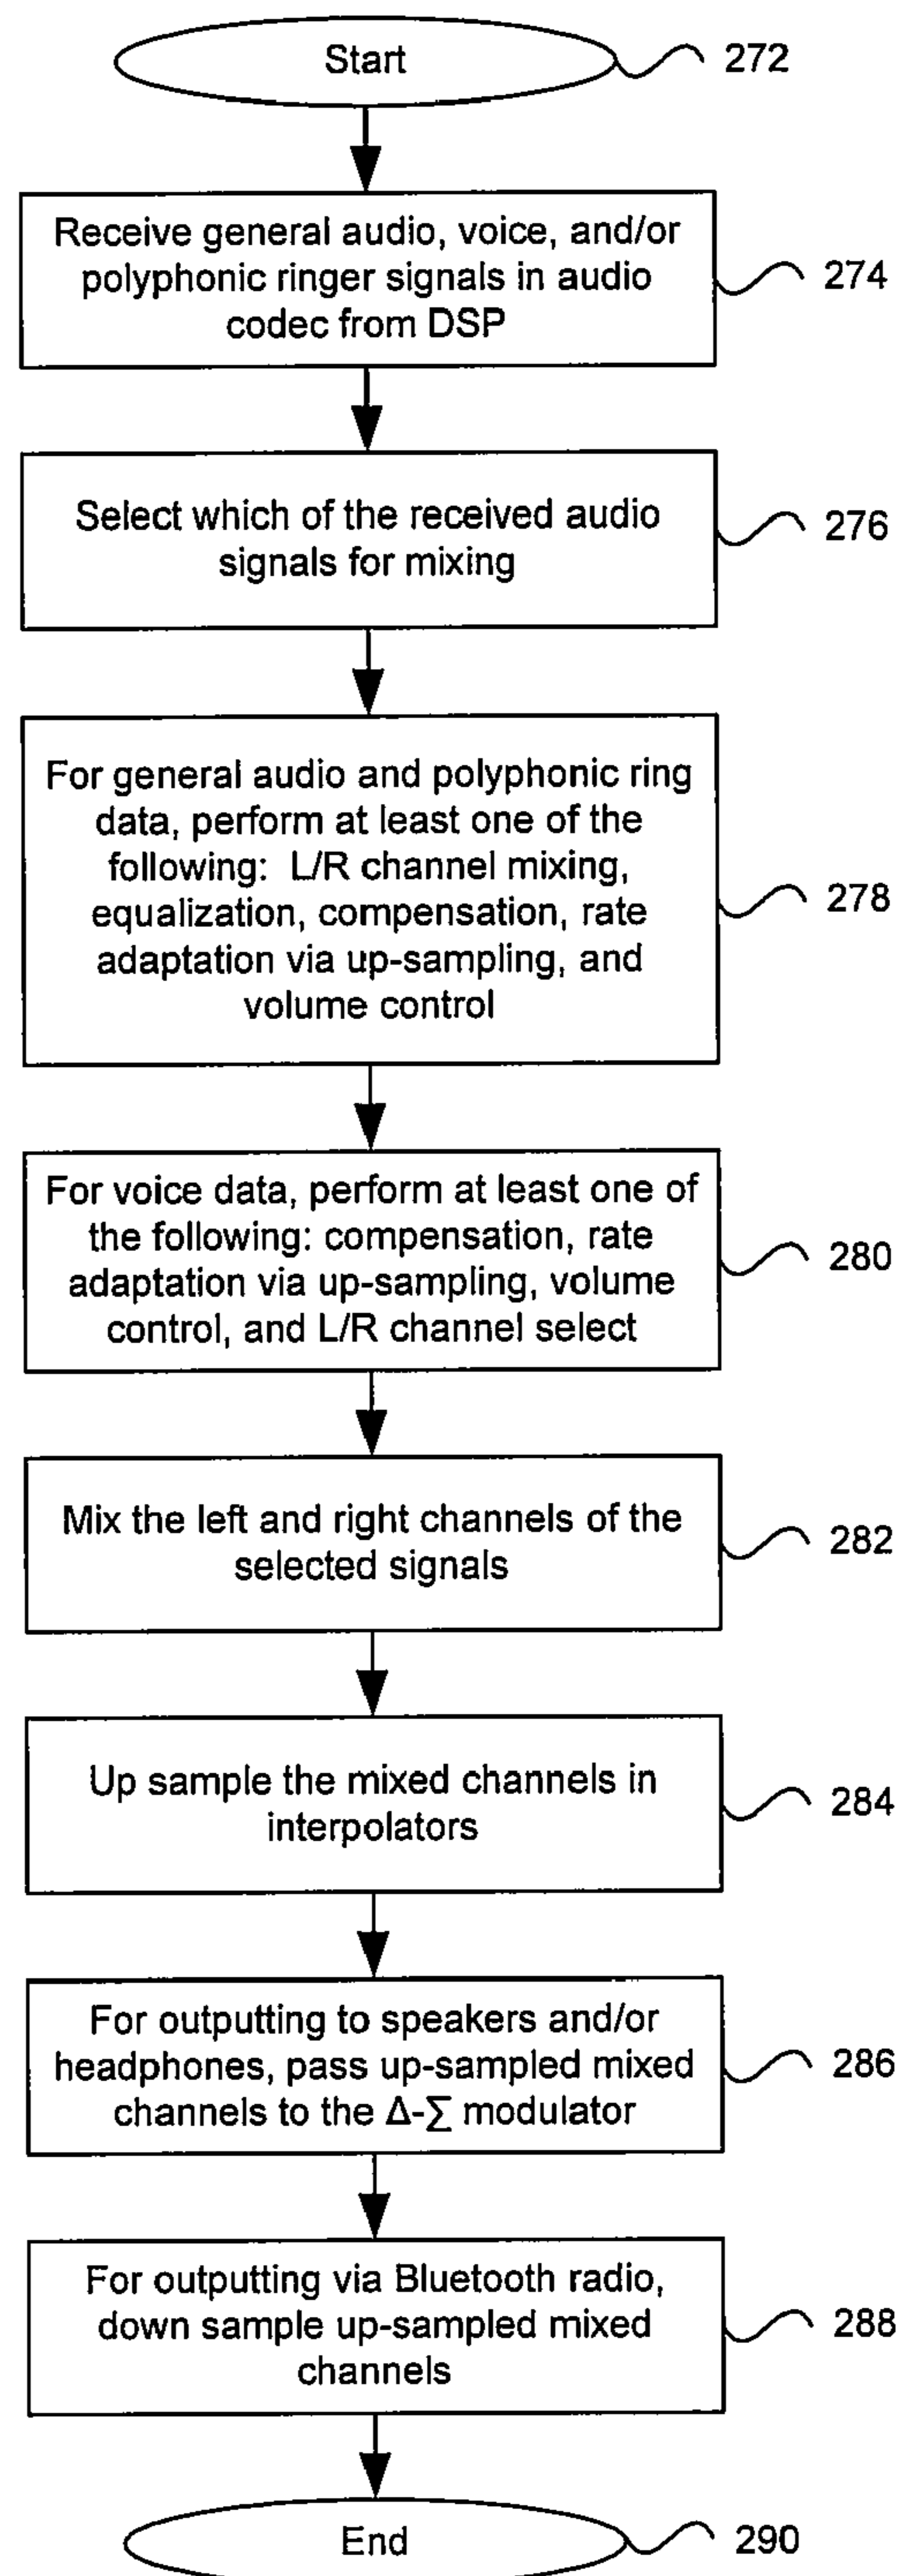 Start
272
Receive general audio, voice, and/or
polyphonic ringer signals in audio
codec from DSP
274
Select which of the received audio
signals for mixing
276
For general audio and polyphonic ring
data, perform at least one of the
following: L/R channel mixing,
equalization, compensation, rate
adaptation via up-sampling, and
volume control
278
For voice data, perform at least one of
the following: compensation, rate
adaptation via up-sampling, volume
control, and L/R channel select
280
Mix the left and right channels of the
selected signals
282
Up sample the mixed channels in
interpolators
284
For outputting to speakers and/or
headphones, pass up-sampled mixed
channels to the Δ-∑ modulator
286
For outputting via Bluetooth radio,
down sample up-sampled mixed
channels
288
End
290